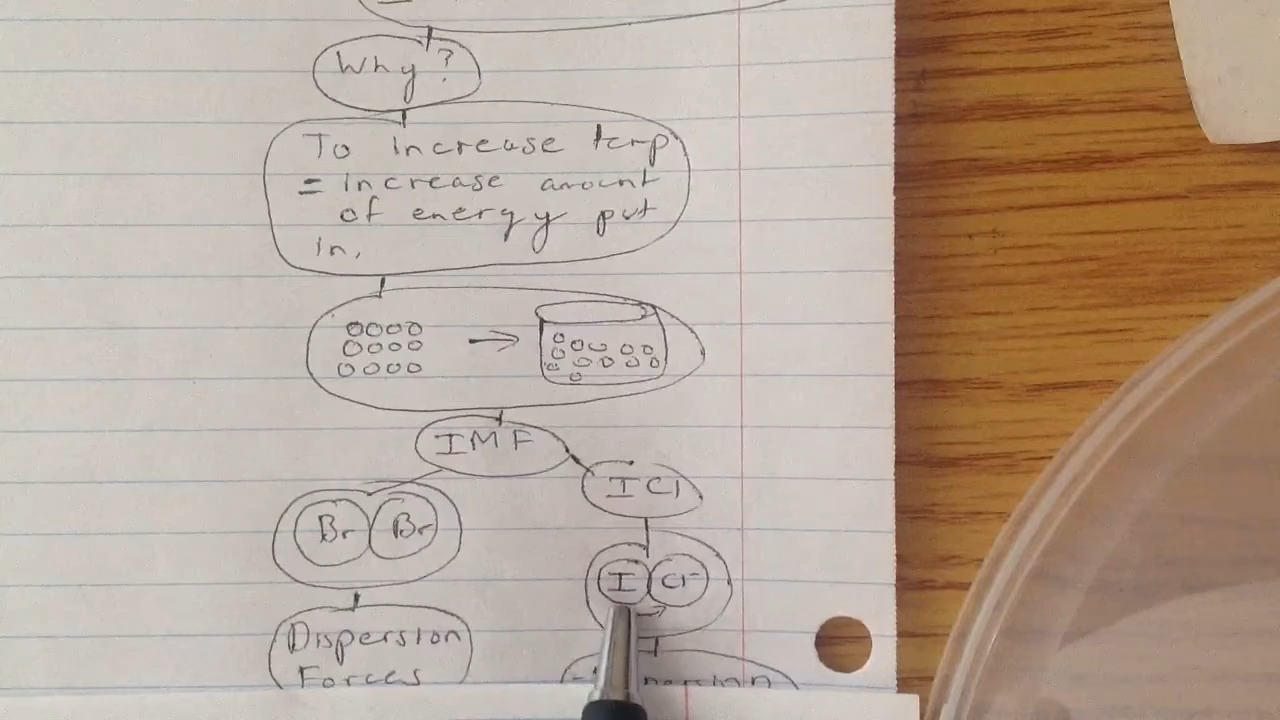 Why?
To increase temp
= increase amount
of energy put
in.
IMF
ICl
Br Br
I Cl
Dispersion
Forces